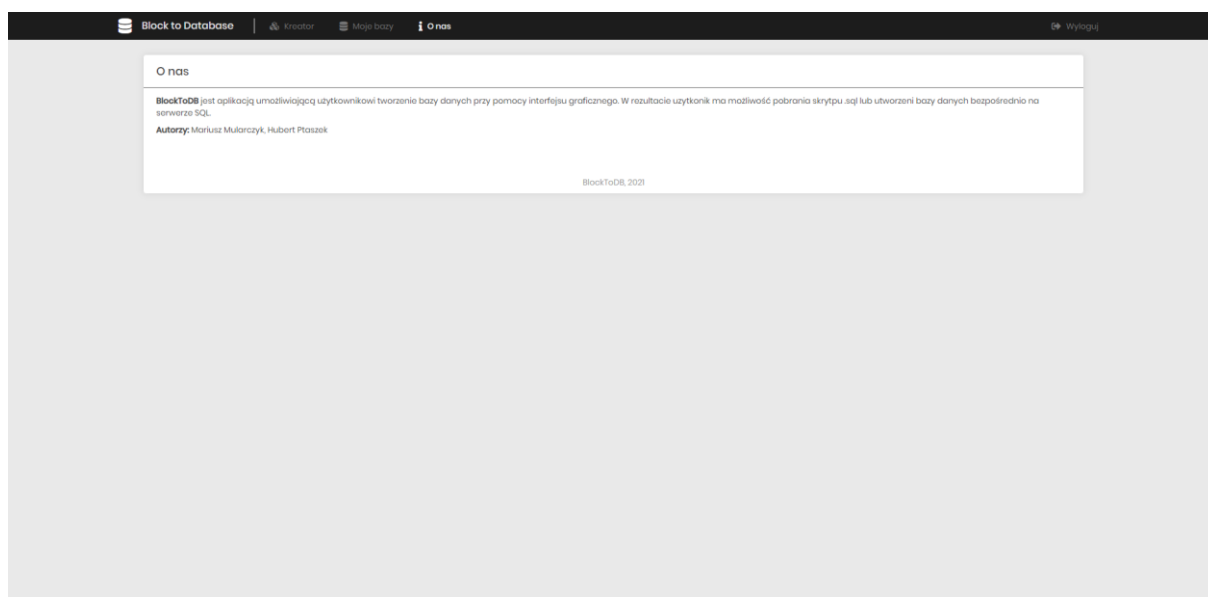 Block to Database | Kreator Moje bazy O nas Wyloguj
O nas
BlockToDB jest aplikacją umożliwiającą użytkownikowi tworzenie bazy danych przy pomocy interfejsu graficznego. W rezultacie uzytkonik ma możliwość pobrania skrytpu .sql lub utworzeni bazy danych bezpośrednio na
serwerze SQL.
Autorzy: Mariusz Mularczyk, Hubert Ptaszek
BlockToDB, 2021